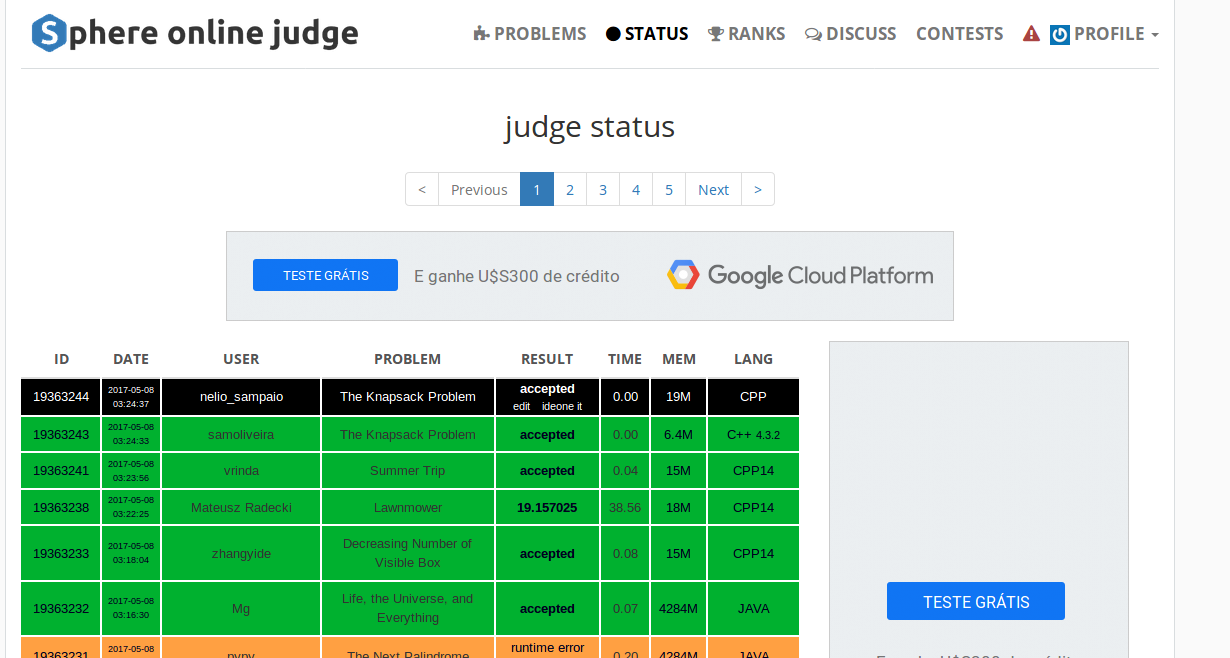 Sphere online judge PROBLEMS STATUS RANKS DISCUSS CONTESTS PROFILE
judge status
< Previous 1 2 3 4 5 Next >
TESTE GRÁTIS E ganhe U$S300 de crédito Google Cloud Platform
ID DATE USER PROBLEM RESULT TIME MEM LANG
19363244 2017-05-08 03:24:37 nelio_sampaio The Knapsack Problem accepted edit ideone it 0.00 19M CPP
19363243 2017-05-08 03:24:33 samoliveira The Knapsack Problem accepted 0.00 6.4M C++ 4.3.2
19363241 2017-05-08 03:23:56 vrinda Summer Trip accepted 0.04 15M CPP14
19363238 2017-05-08 03:22:25 Mateusz Radecki Lawnmower 19.157025 38.56 18M CPP14
19363233 2017-05-08 03:18:04 zhangyide Decreasing Number of Visible Box accepted 0.08 15M CPP14
19363232 2017-05-08 03:16:30 Mg Life, the Universe, and Everything accepted 0.07 4284M JAVA
19363231 2017-05-08 The Next Palindrome runtime error 0.20 4284M JAVA
TESTE GRÁTIS